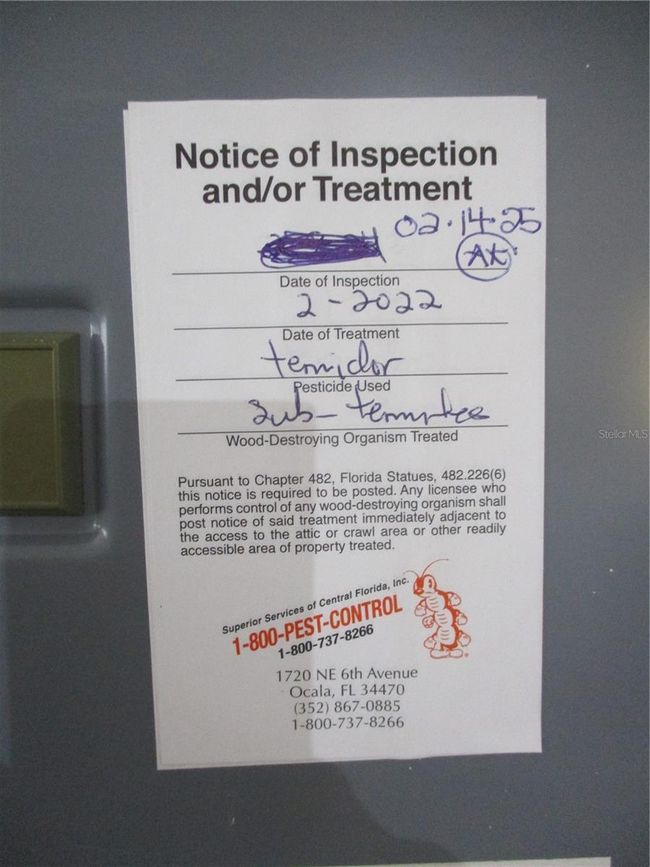 Notice of Inspection
and/or Treatment
02·14·25
AK
Date of Inspection
2-2022
Date of Treatment
termidor
Pesticide Used
Sub-termites
Wood-Destroying Organism Treated
Pursuant to Chapter 482, Florida Statues, 482.226(6)
this notice is required to be posted. Any licensee who
performs control of any wood-destroying organism shall
post notice of said treatment immediately adjacent to
the access to the attic or crawl area or other readily
accessible area of property treated.
Superior Services of Central Florida, Inc.
1-800-PEST-CONTROL
1-800-737-8266
1720 NE 6th Avenue
Ocala, FL 34470
(352) 867-0885
1-800-737-8266
StellarMLS